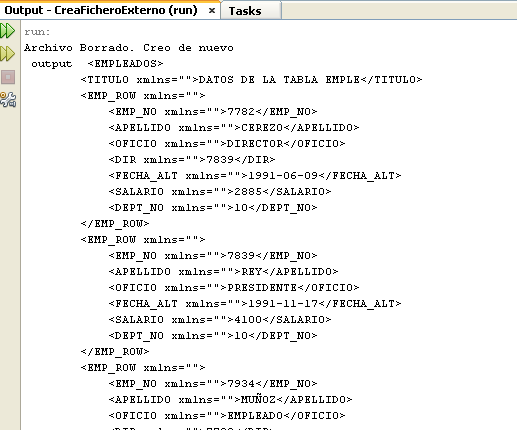 Output - CreaFicheroExterno (run) × Tasks
run:
Archivo Borrado. Creo de nuevo
output <EMPLEADOS>
<TITULO xmlns="">DATOS DE LA TABLA EMPLE</TITULO>
<EMP_ROW xmlns="">
<EMP_NO xmlns="">7782</EMP_NO>
<APELLIDO xmlns="">CEREZO</APELLIDO>
<OFICIO xmlns="">DIRECTOR</OFICIO>
<DIR xmlns="">7839</DIR>
<FECHA_ALT xmlns="">1991-06-09</FECHA_ALT>
<SALARIO xmlns="">2885</SALARIO>
<DEPT_NO xmlns="">10</DEPT_NO>
</EMP_ROW>
<EMP_ROW xmlns="">
<EMP_NO xmlns="">7839</EMP_NO>
<APELLIDO xmlns="">REY</APELLIDO>
<OFICIO xmlns="">PRESIDENTE</OFICIO>
<FECHA_ALT xmlns="">1991-11-17</FECHA_ALT>
<SALARIO xmlns="">4100</SALARIO>
<DEPT_NO xmlns="">10</DEPT_NO>
</EMP_ROW>
<EMP_ROW xmlns="">
<EMP_NO xmlns="">7934</EMP_NO>
<APELLIDO xmlns="">MUÑOZ</APELLIDO>
<OFICIO xmlns="">EMPLEADO</OFICIO>